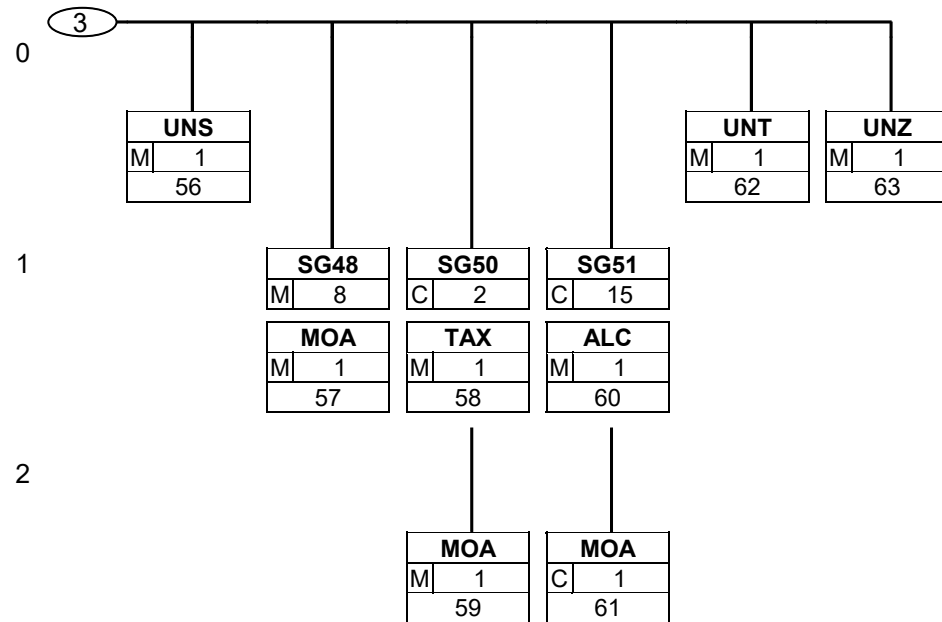 3
0
UNS UNT UNZ
M 1 M 1 M 1
56 62 63
1
SG48 SG50 SG51
M 8 C 2 C 15
MOA TAX ALC
M 1 M 1 M 1
57 58 60
2
MOA MOA
M 1 C 1
59 61